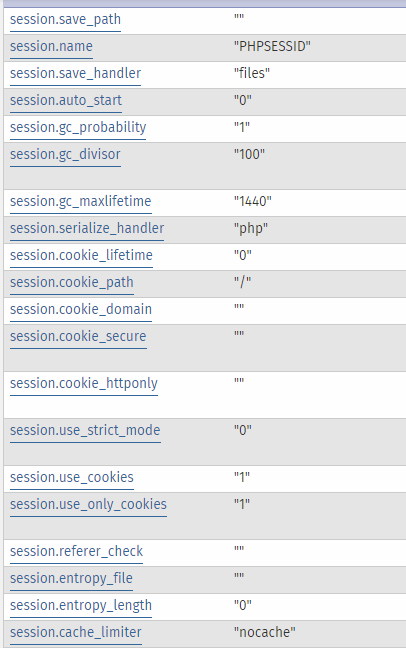 session.save_path ""
session.name "PHPSESSID"
session.save_handler "files"
session.auto_start "0"
session.gc_probability "1"
session.gc_divisor "100"
session.gc_maxlifetime "1440"
session.serialize_handler "php"
session.cookie_lifetime "0"
session.cookie_path "/"
session.cookie_domain ""
session.cookie_secure ""
session.cookie_httponly ""
session.use_strict_mode "0"
session.use_cookies "1"
session.use_only_cookies "1"
session.referer_check ""
session.entropy_file ""
session.entropy_length "0"
session.cache_limiter "nocache"